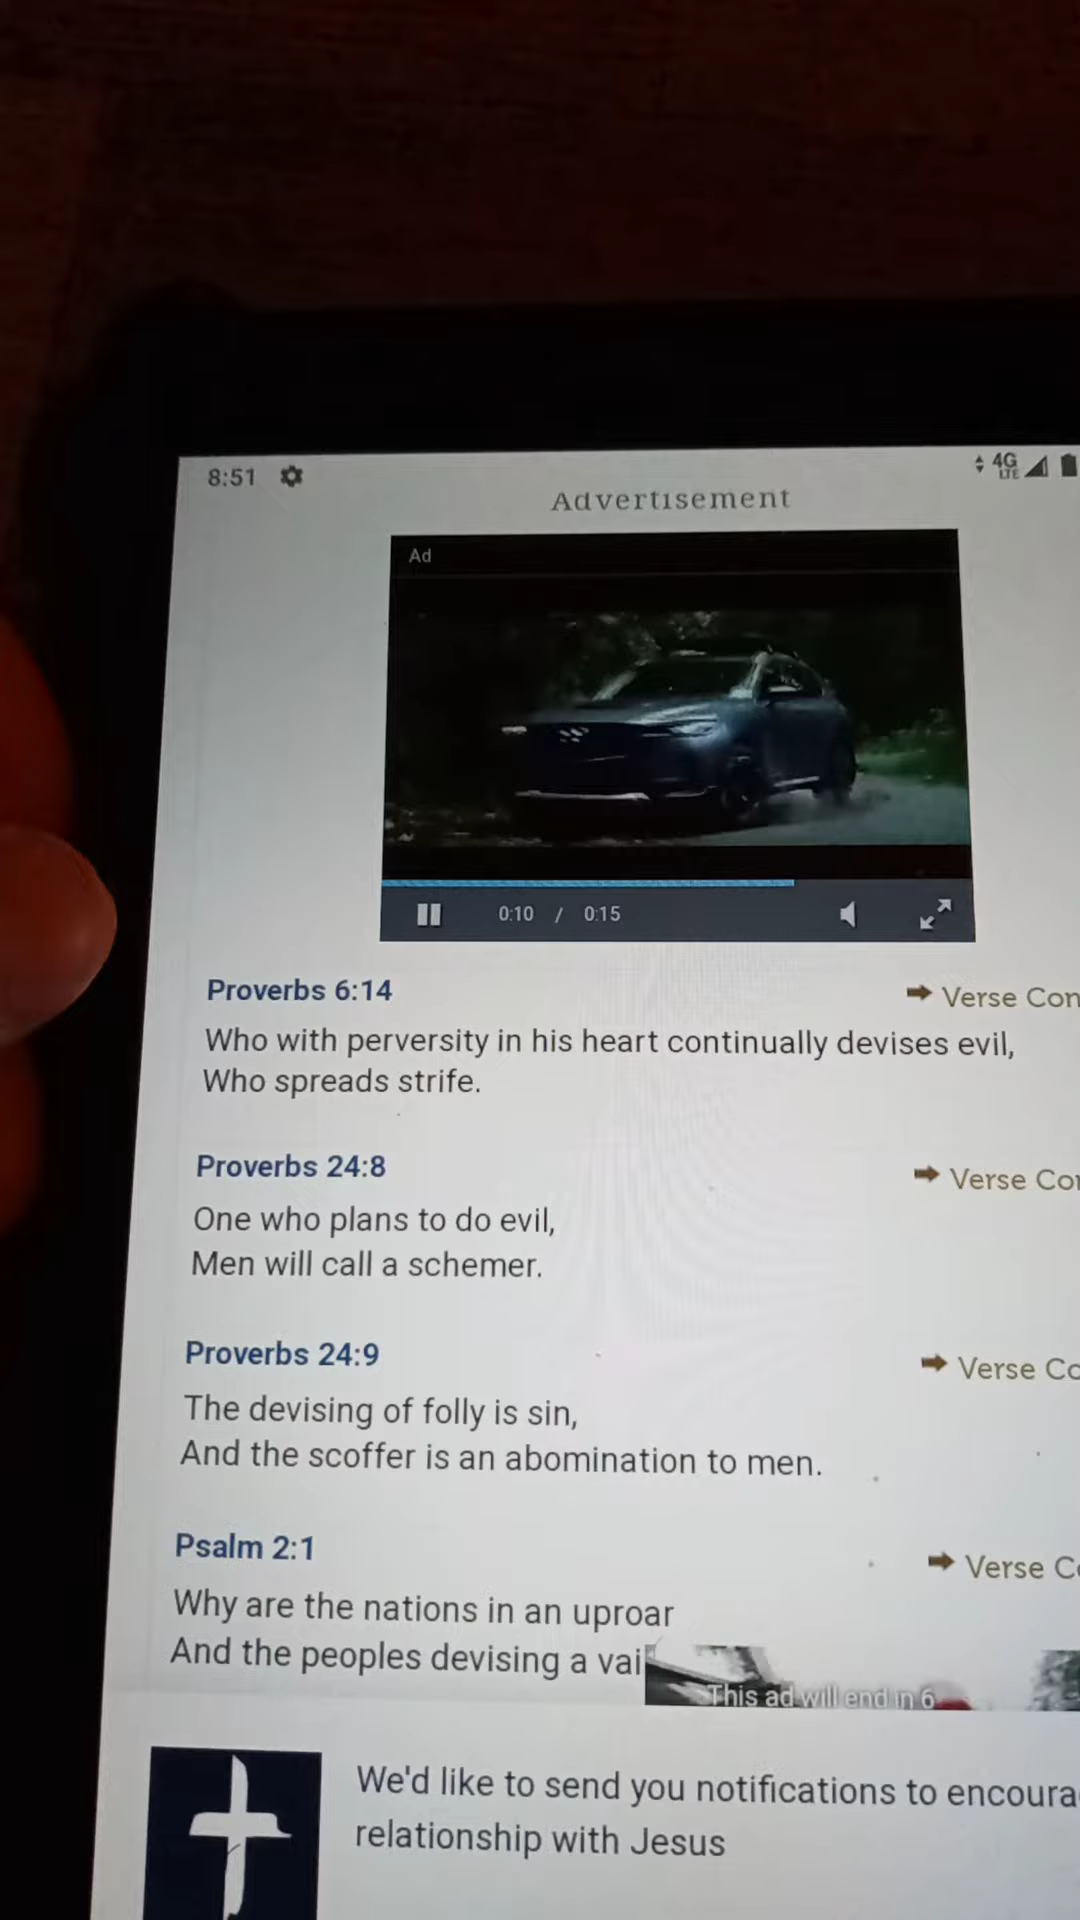 8:51
4G
LTE
Advertisement
Ad
0:10 / 0:15
Proverbs 6:14
Verse Con
Who with perversity in his heart continually devises evil,
Who spreads strife.
Proverbs 24:8
Verse Con
One who plans to do evil,
Men will call a schemer.
Proverbs 24:9
Verse Co
The devising of folly is sin,
And the scoffer is an abomination to men.
Psalm 2:1
Verse Co
Why are the nations in an uproar
And the peoples devising a vai
This ad will end in 6
We'd like to send you notifications to encoura
relationship with Jesus